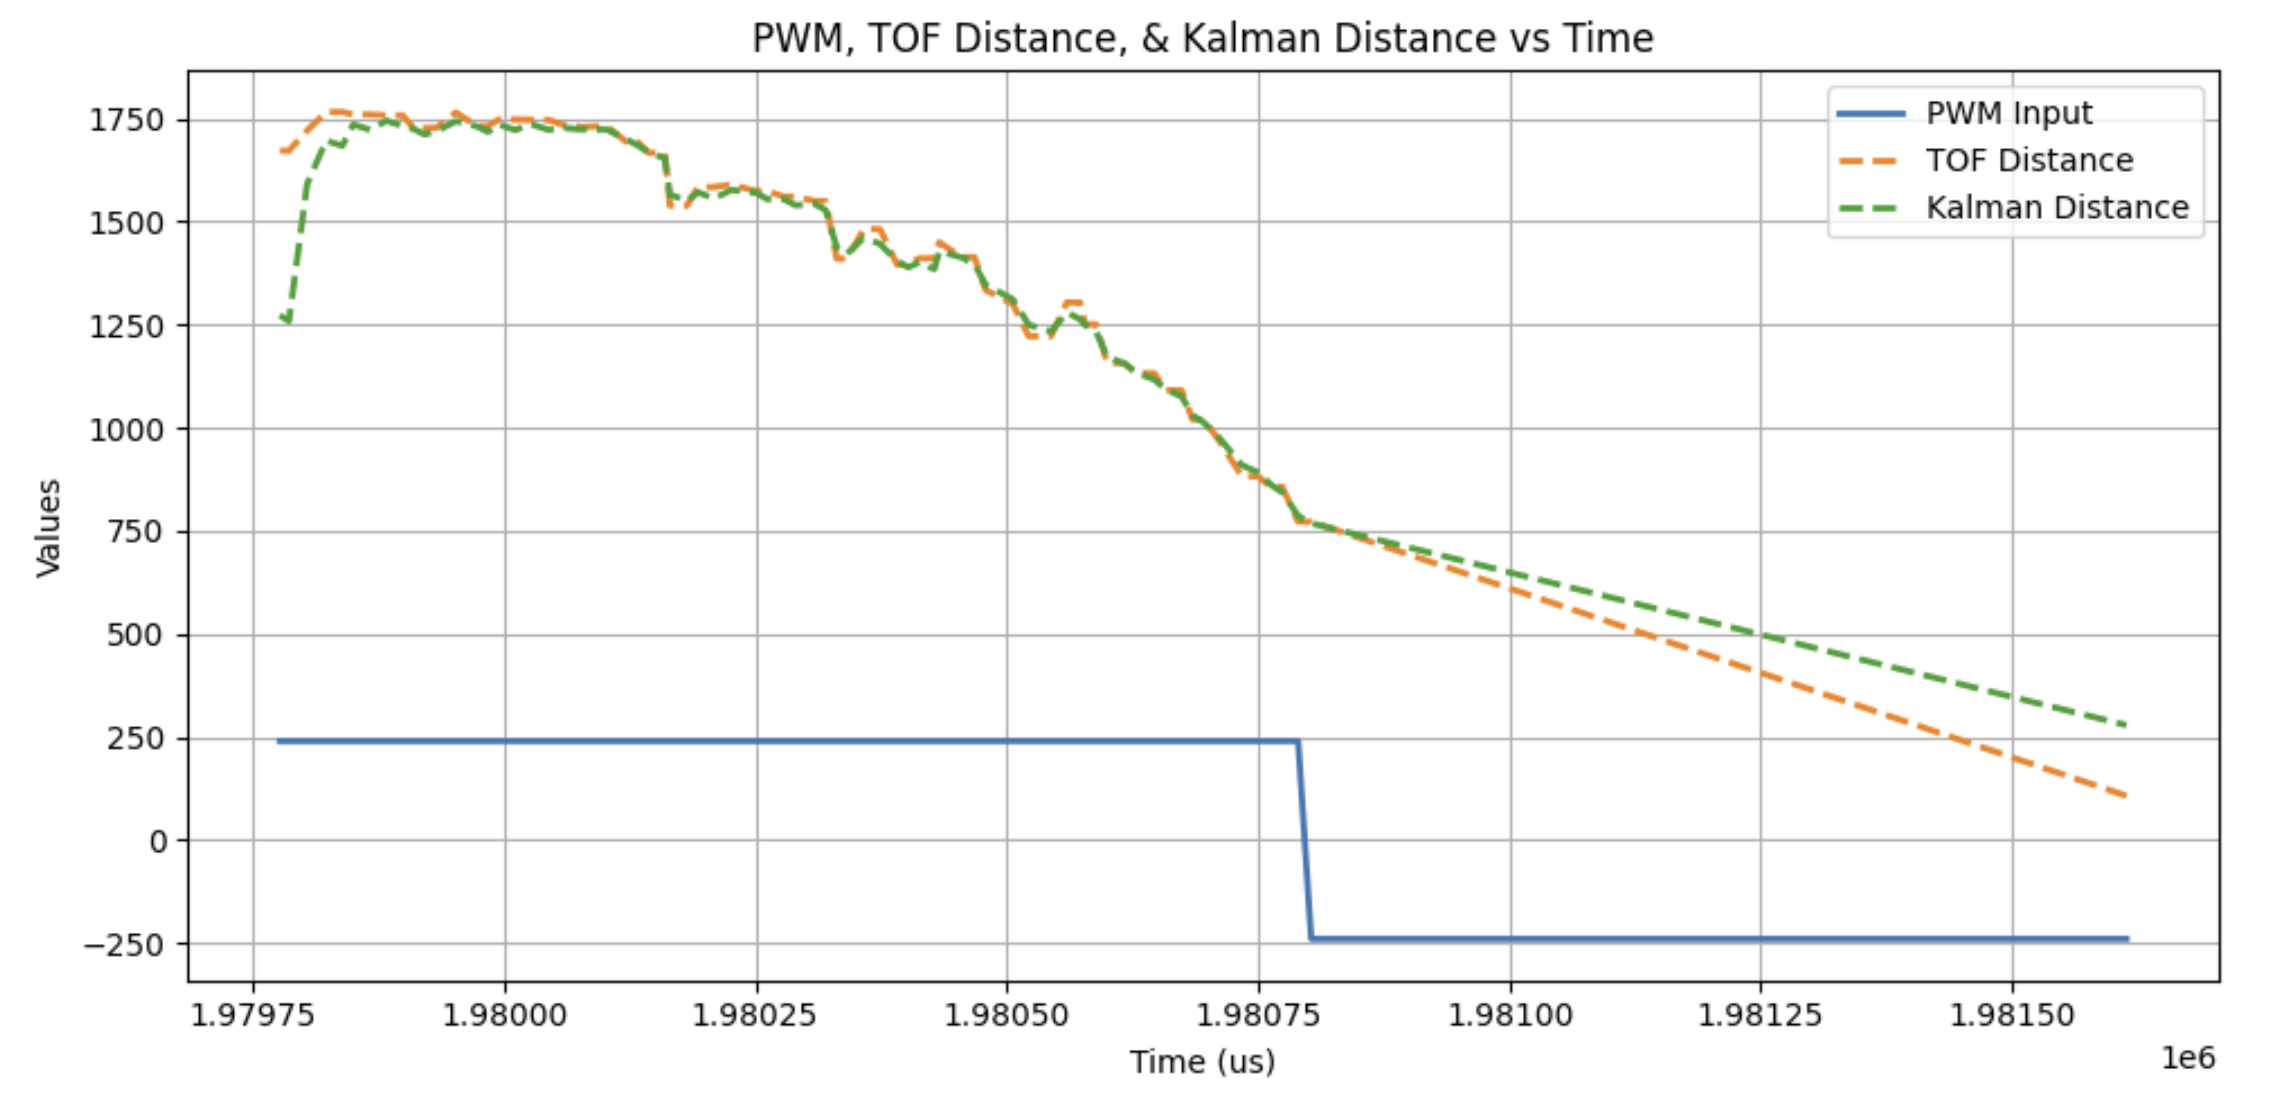 PWM, TOF Distance, & Kalman Distance vs Time
PWM Input
TOF Distance
Kalman Distance
1750
1500
1250
1000
750
500
250
0
−250
Values
1.97975 1.98000 1.98025 1.98050 1.98075 1.98100 1.98125 1.98150
1e6
Time (us)